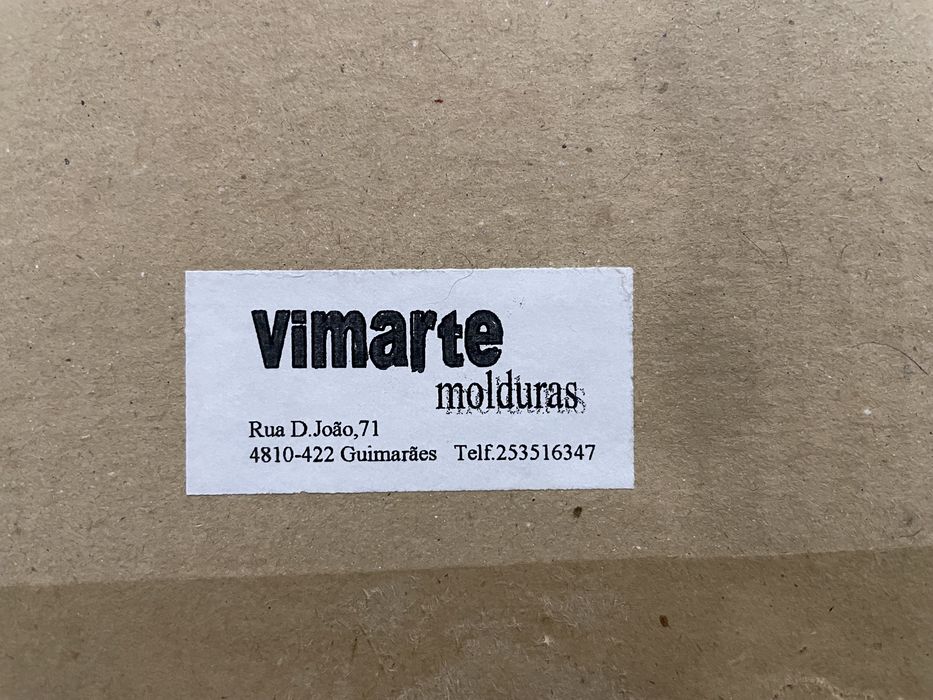 vimarte
molduras
Rua D.João,71
4810-422 Guimarães Telf.253516347